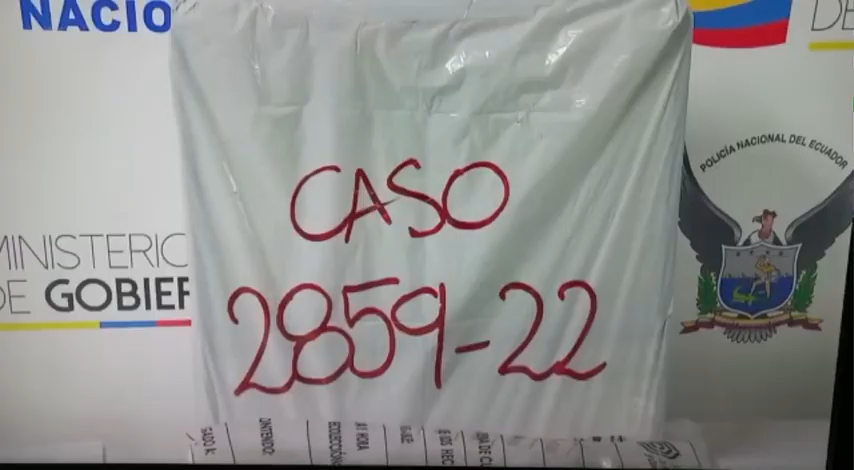 NACIO
DE
POLICÍA NACIONAL DEL ECUADOR
CASO
MINISTERIO
DE GOBIER
2859-22